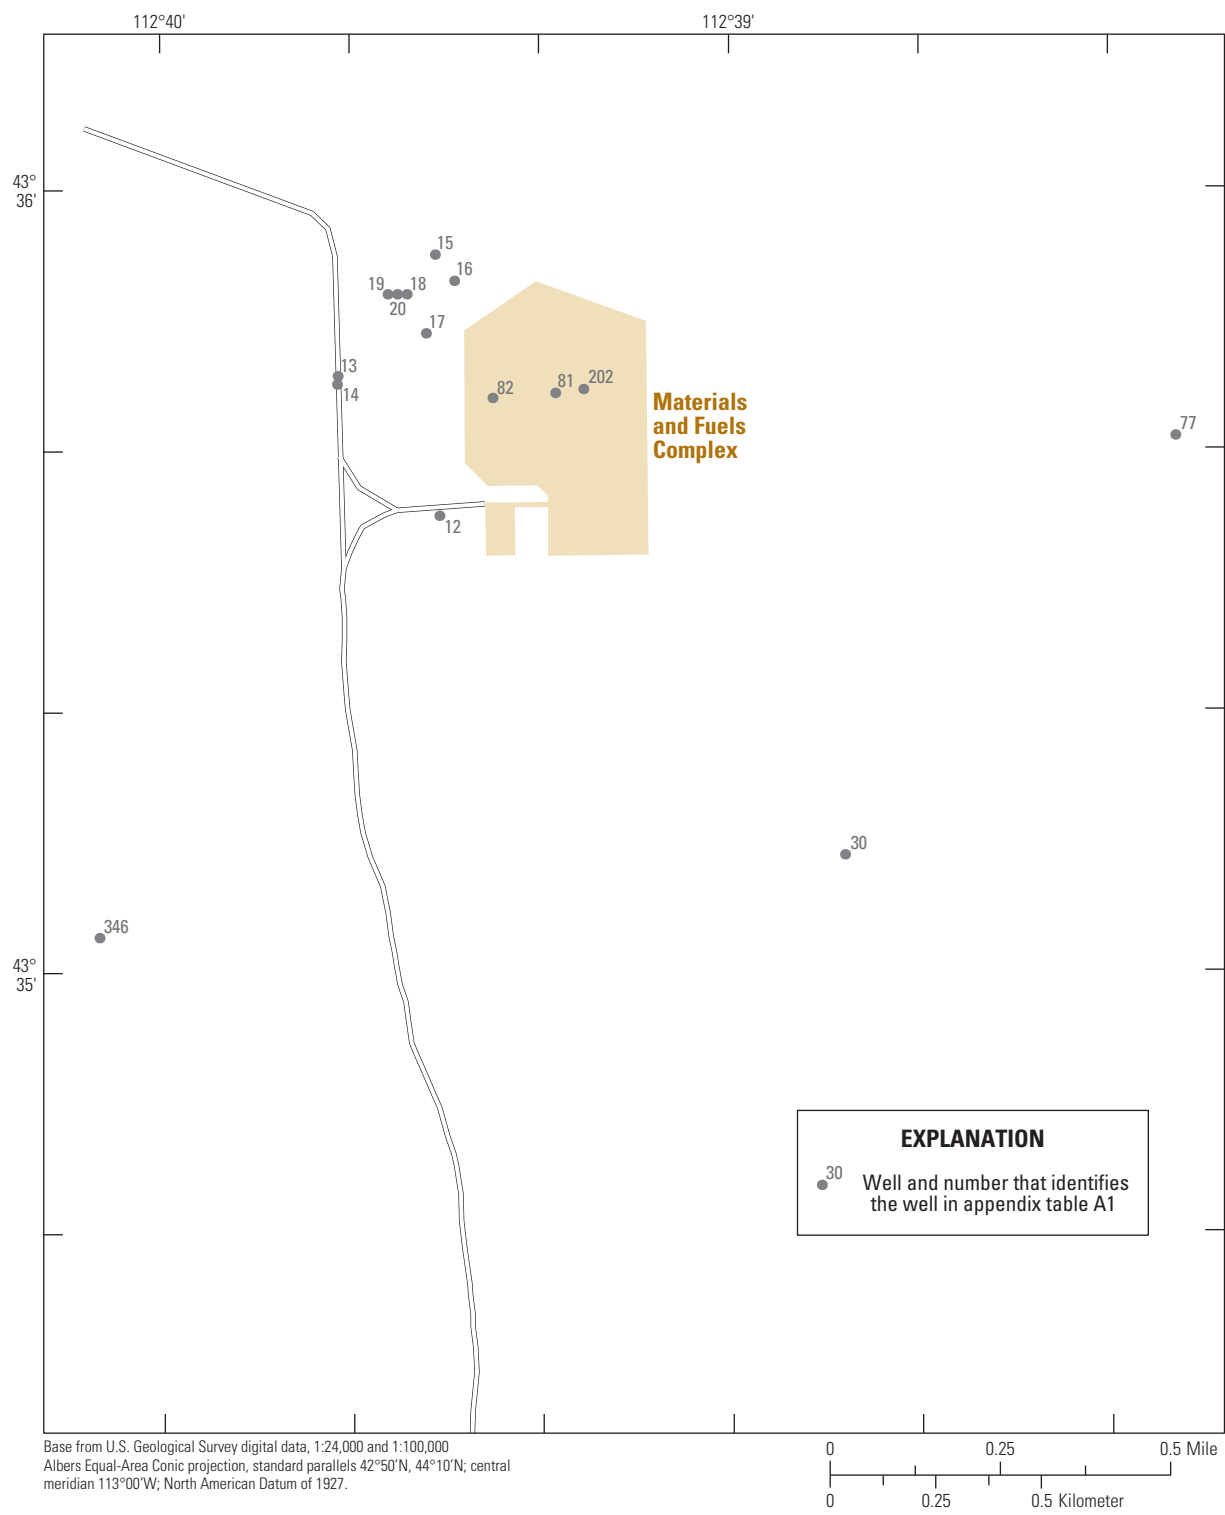 112°40'
112°39'
43°
36'
15
16
19
18
20
17
13
14
82
81
202
Materials
and Fuels
Complex
77
12
30
346
43°
35'
EXPLANATION
30
Well and number that identifies
the well in appendix table A1
Base from U.S. Geological Survey digital data, 1:24,000 and 1:100,000
Albers Equal-Area Conic projection, standard parallels 42°50'N, 44°10'N; central
meridian 113°00'W; North American Datum of 1927.
0 0.25 0.5 Mile
0 0.25 0.5 Kilometer